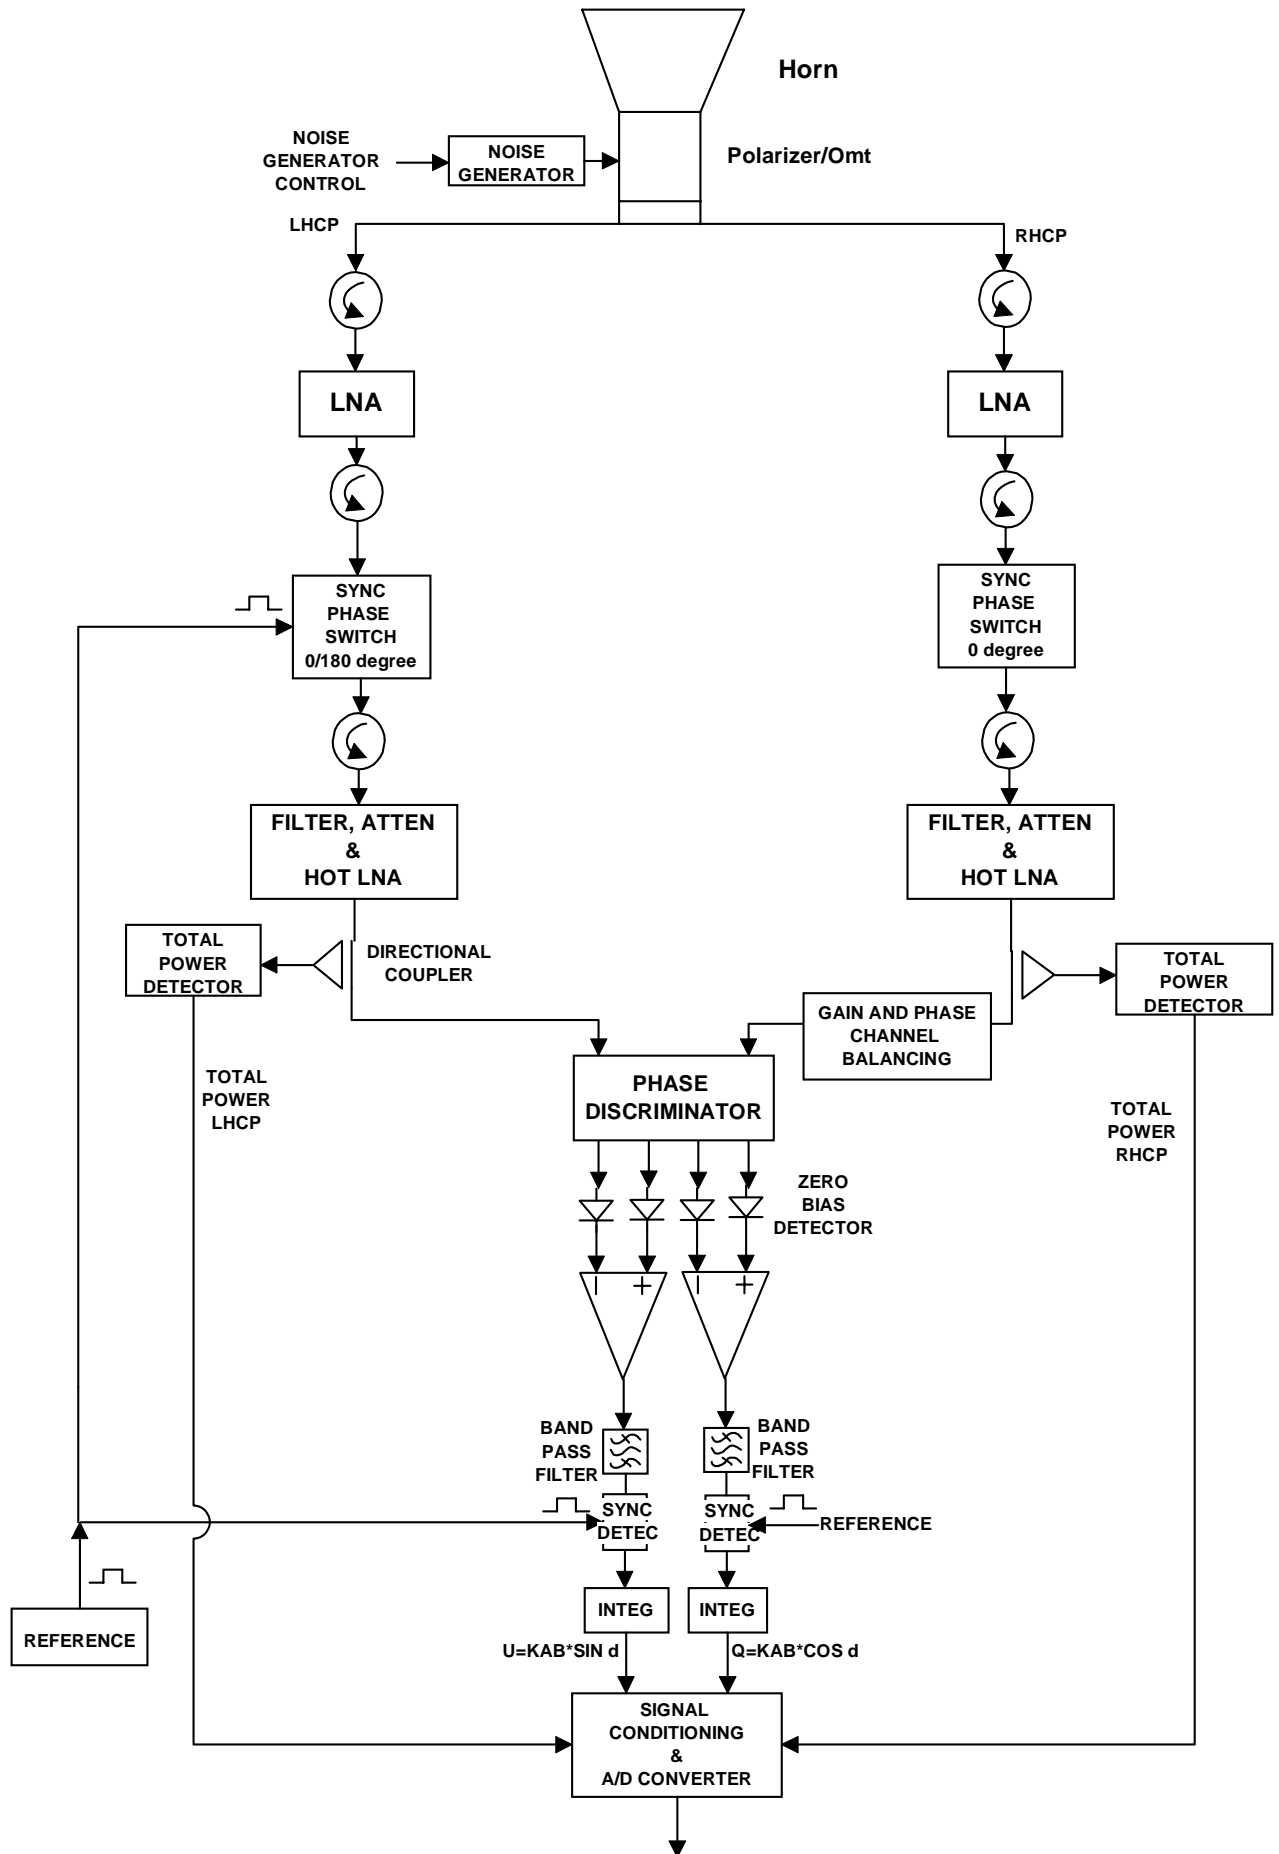 Horn
NOISE
GENERATOR
CONTROL
NOISE
GENERATOR
Polarizer/Omt
LHCP
RHCP
LNA
LNA
SYNC
PHASE
SWITCH
0/180 degree
SYNC
PHASE
SWITCH
0 degree
FILTER, ATTEN
&
HOT LNA
FILTER, ATTEN
&
HOT LNA
TOTAL
POWER
DETECTOR
DIRECTIONAL
COUPLER
TOTAL
POWER
DETECTOR
GAIN AND PHASE
CHANNEL
BALANCING
TOTAL
POWER
LHCP
PHASE
DISCRIMINATOR
TOTAL
POWER
RHCP
ZERO
BIAS
DETECTOR
BAND
PASS
FILTER
BAND
PASS
FILTER
SYNC
DETEC
SYNC
DETEC
REFERENCE
REFERENCE
INTEG
INTEG
U=KAB*SIN d
Q=KAB*COS d
SIGNAL
CONDITIONING
&
A/D CONVERTER